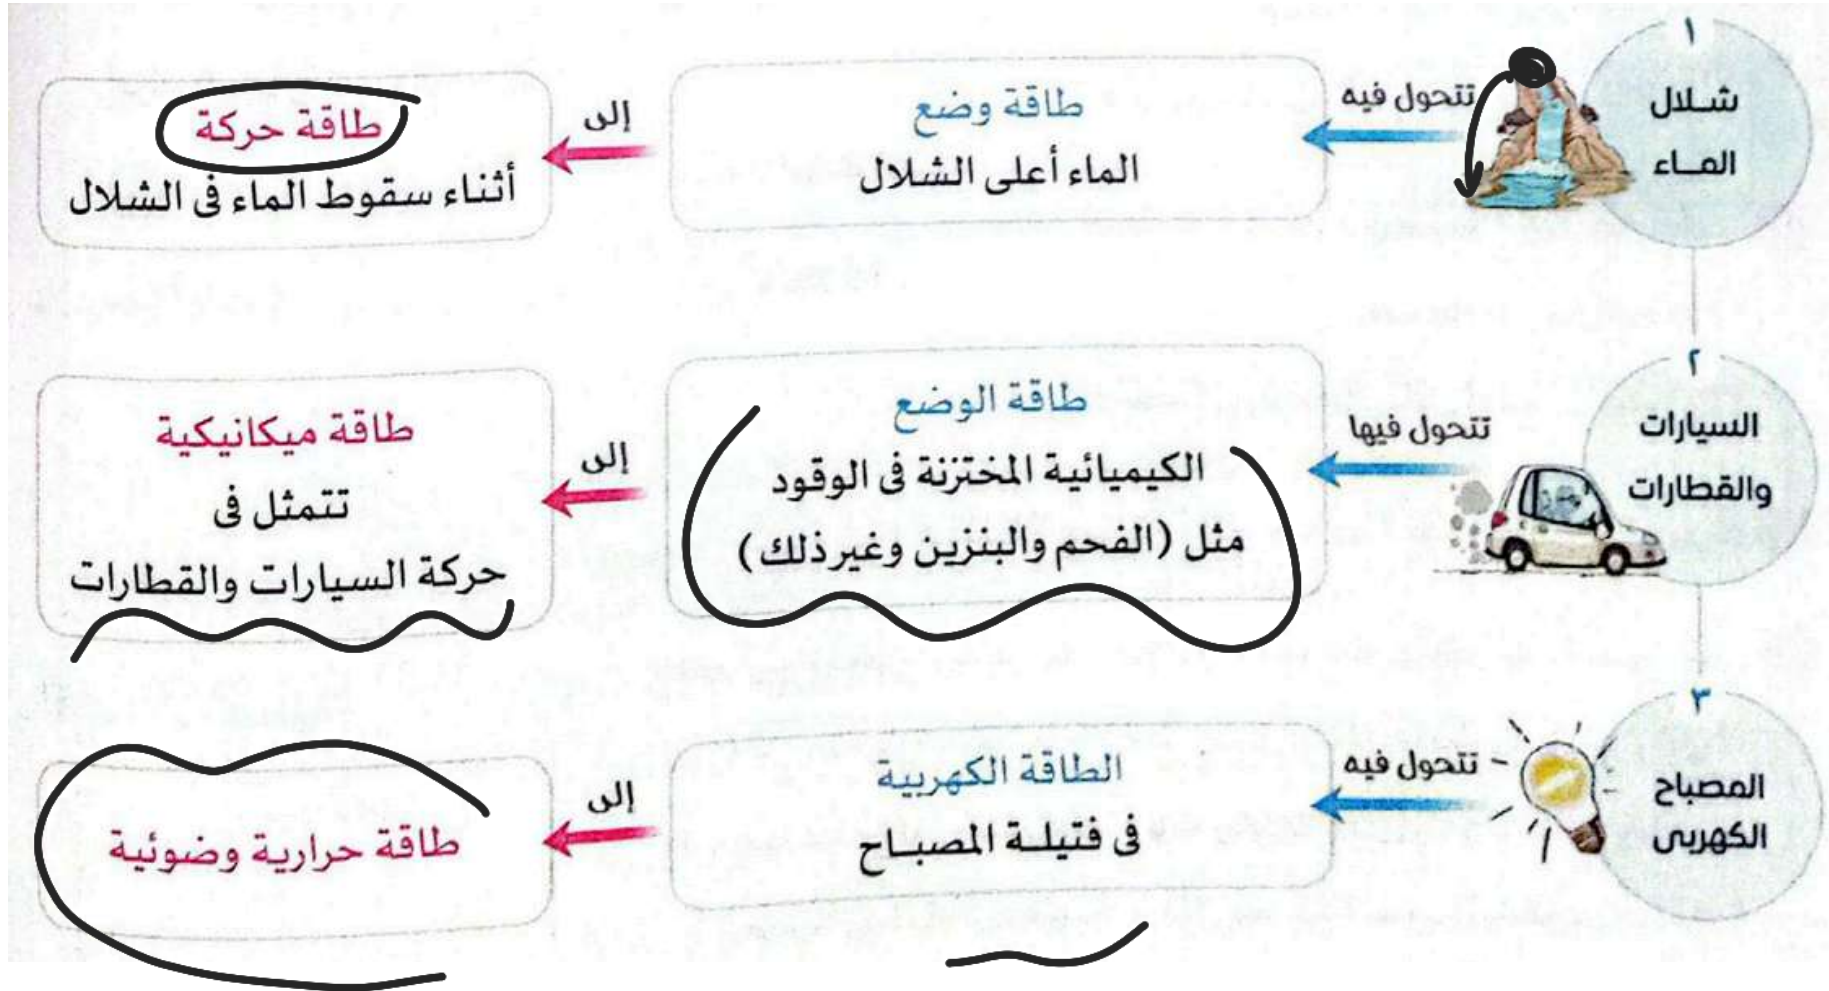 ١
شلال
الماء
تتحول فيه
طاقة وضع
الماء أعلى الشلال
إلى
طاقة حركة
أثناء سقوط الماء فى الشلال
٢
السيارات
والقطارات
تتحول فيها
طاقة الوضع
الكيميائية المختزنة فى الوقود
مثل (الفحم والبنزين وغير ذلك)
إلى
طاقة ميكانيكية
تتمثل فى
حركة السيارات والقطارات
٣
المصباح
الكهربى
تتحول فيه
الطاقة الكهربية
فى فتيلة المصباح
إلى
طاقة حرارية وضوئية